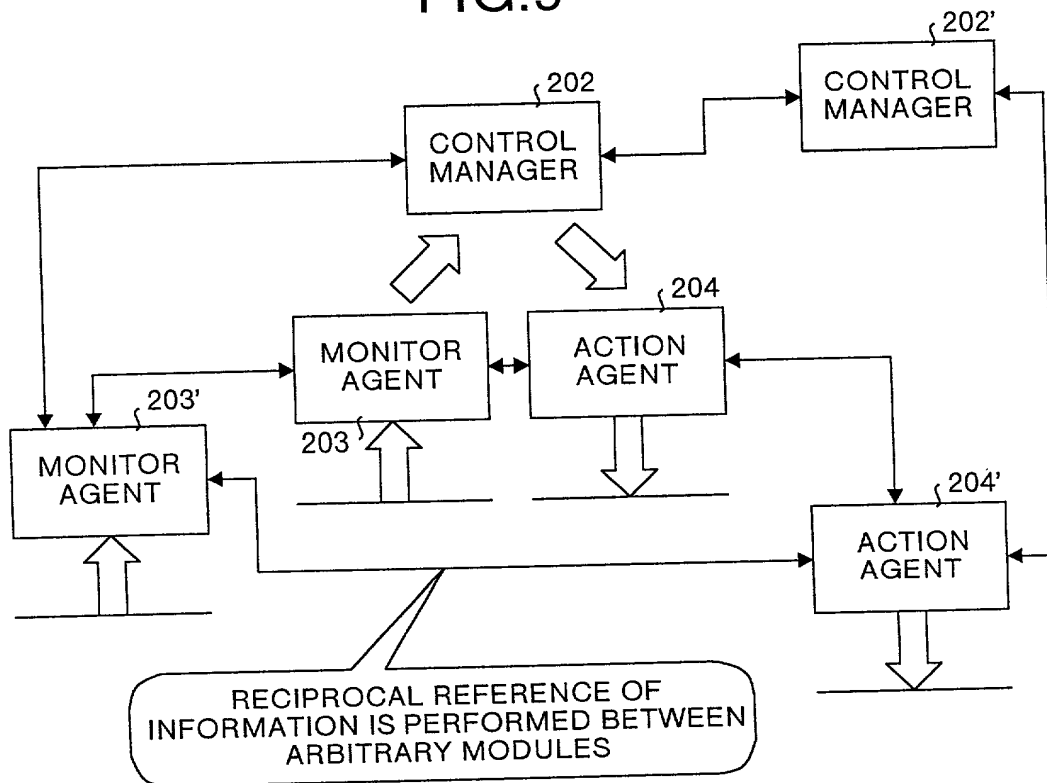 FIG.
202'
CONTROL
MANAGER
202
CONTROL
MANAGER
204
MONITOR
AGENT
ACTION
AGENT
203
203'
MONITOR
AGENT
204'
ACTION
AGENT
RECIPROCAL REFERENCE OF
INFORMATION IS PERFORMED BETWEEN
ARBITRARY MODULES